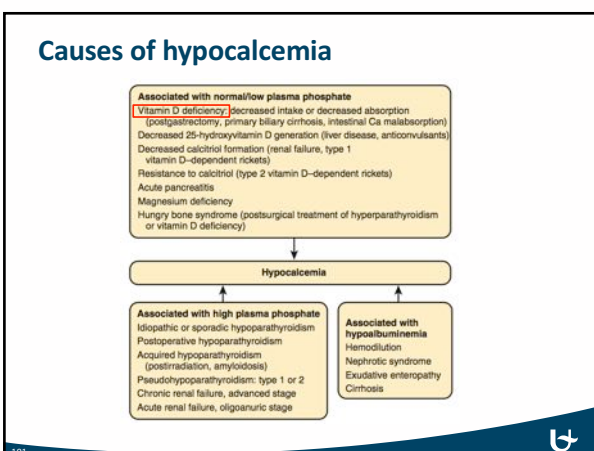 Causes of hypocalcemia
Associated with normal/low plasma phosphate
Vitamin D deficiency: decreased intake or decreased absorption
(postgastrectomy, primary biliary cirrhosis, intestinal Ca malabsorption)
Decreased 25-hydroxyvitamin D generation (liver disease, anticonvulsants)
Decreased calcitriol formation (renal failure, type 1
vitamin D–dependent rickets)
Resistance to calcitriol (type 2 vitamin D–dependent rickets)
Acute pancreatitis
Magnesium deficiency
Hungry bone syndrome (postsurgical treatment of hyperparathyroidism
or vitamin D deficiency)
Hypocalcemia
Associated with high plasma phosphate
Idiopathic or sporadic hypoparathyroidism
Postoperative hypoparathyroidism
Acquired hypoparathyroidism
(postirradiation, amyloidosis)
Pseudohypoparathyroidism: type 1 or 2
Chronic renal failure, advanced stage
Acute renal failure, oligoanuric stage
Associated with
hypoalbuminemia
Hemodilution
Nephrotic syndrome
Exudative enteropathy
Cirrhosis